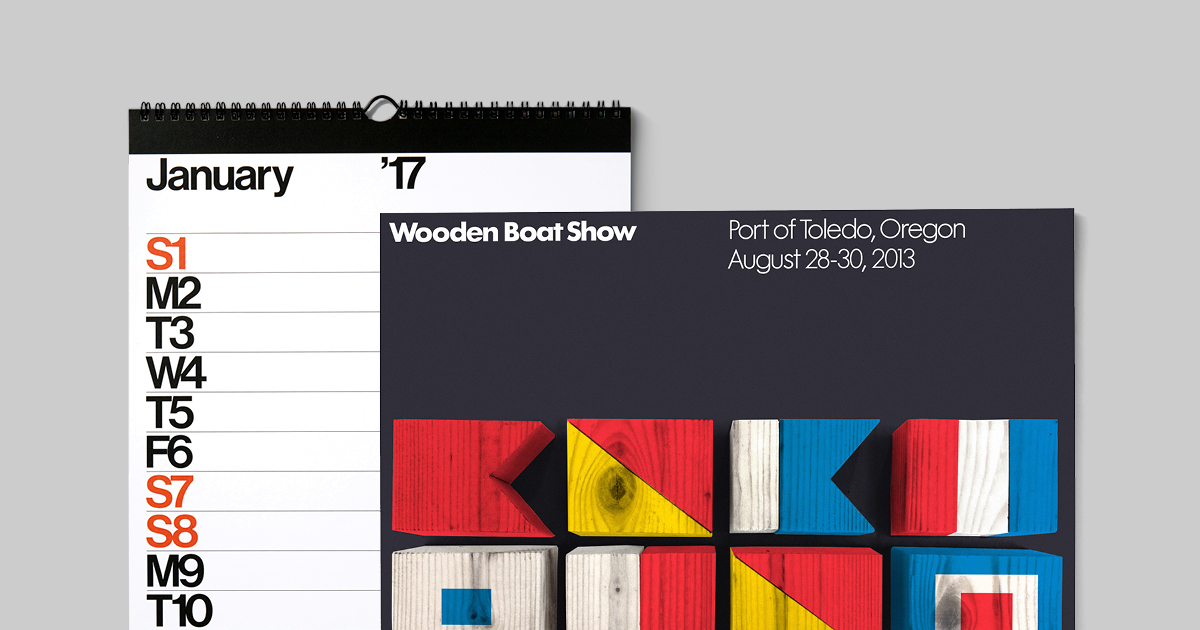 January ’17
S1
M2
T3
W4
T5
F6
S7
S8
M9
T10
Wooden Boat Show
Port of Toledo, Oregon
August 28-30, 2013